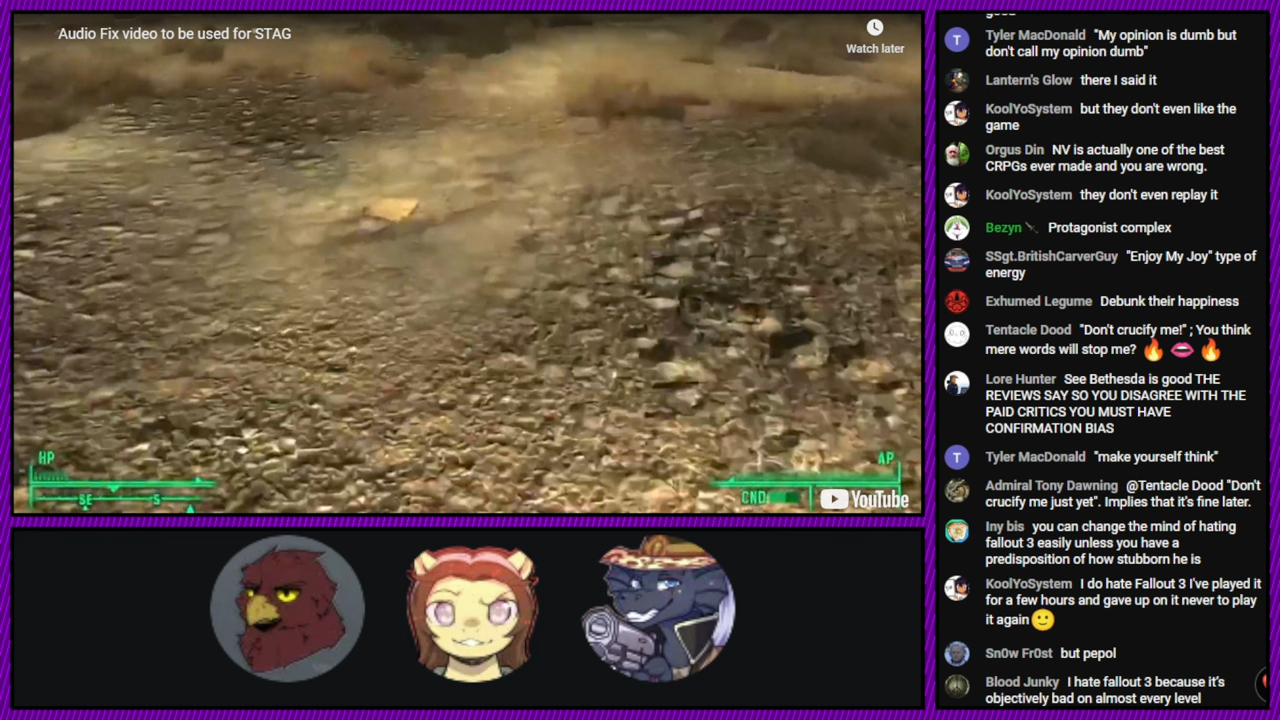 Audio Fix video to be used for STAG
Watch later
HP
SE
S
AP
CND
YouTube
good
T Tyler MacDonald "My opinion is dumb but
don't call my opinion dumb"
Lantern's Glow there I said it
KoolYoSystem but they don't even like the
game
Orgus Din NV is actually one of the best
CRPGs ever made and you are wrong.
KoolYoSystem they don't even replay it
Bezyn Protagonist complex
SSgt.BritishCarverGuy "Enjoy My Joy" type of
energy
Exhumed Legume Debunk their happiness
Tentacle Dood "Don't crucify me!" ; You think
mere words will stop me? 🔥 👄 🔥
Lore Hunter See Bethesda is good THE
REVIEWS SAY SO YOU DISAGREE WITH THE
PAID CRITICS YOU MUST HAVE
CONFIRMATION BIAS
T Tyler MacDonald "make yourself think"
Admiral Tony Dawning @Tentacle Dood "Don't
crucify me just yet". Implies that it's fine later.
Iny bis you can change the mind of hating
fallout 3 easily unless you have a
predisposition of how stubborn he is
KoolYoSystem I do hate Fallout 3 I've played it
for a few hours and gave up on it never to play
it again 🙂
Sn0w Fr0st but pepol
Blood Junky I hate fallout 3 because it's
objectively bad on almost every level